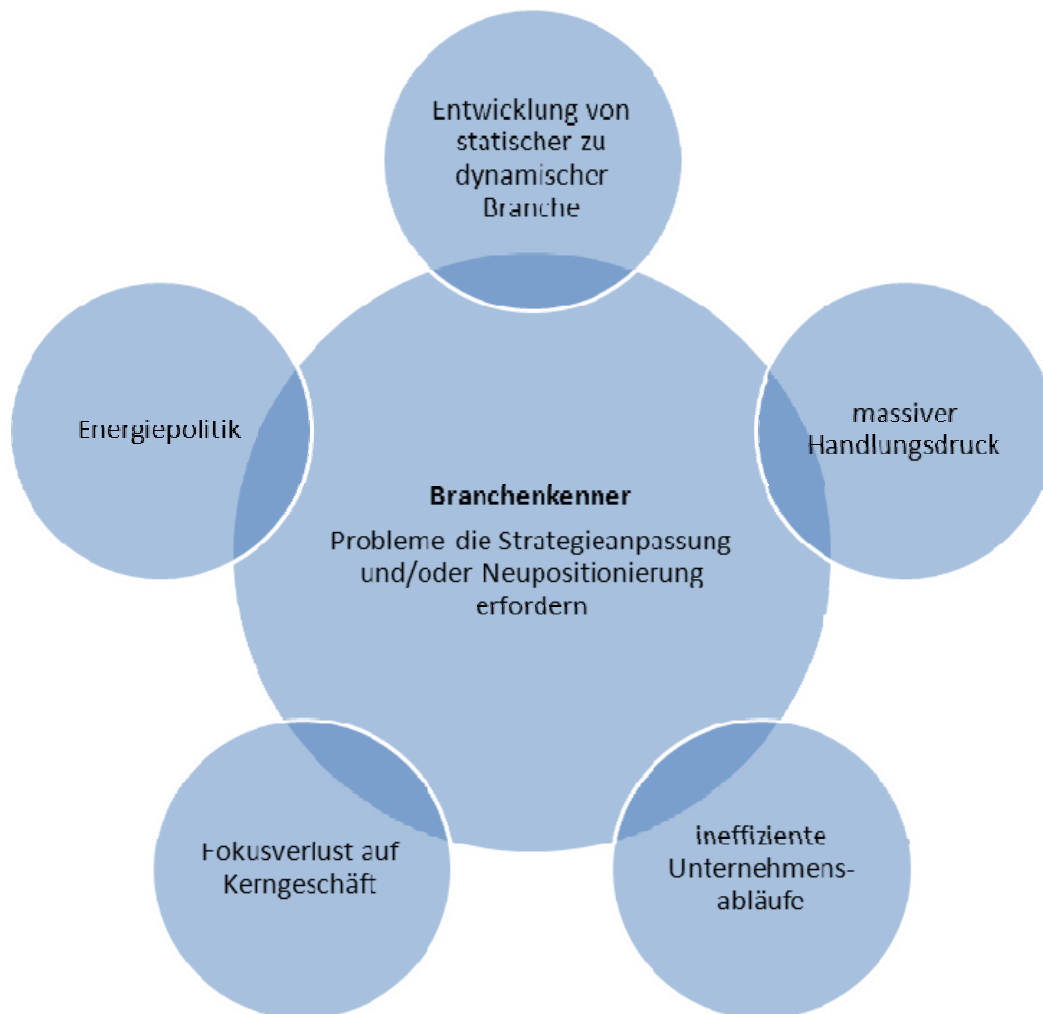 Entwicklung von
statischer zu
dynamischer
Branche
Energiepolitik
massiver
Handlungsdruck
Branchenkenner
Probleme die Strategieanpassung
und/oder Neupositionierung
erfordern
Fokusverlust auf
Kerngeschäft
ineffiziente
Unternehmens-
abläufe